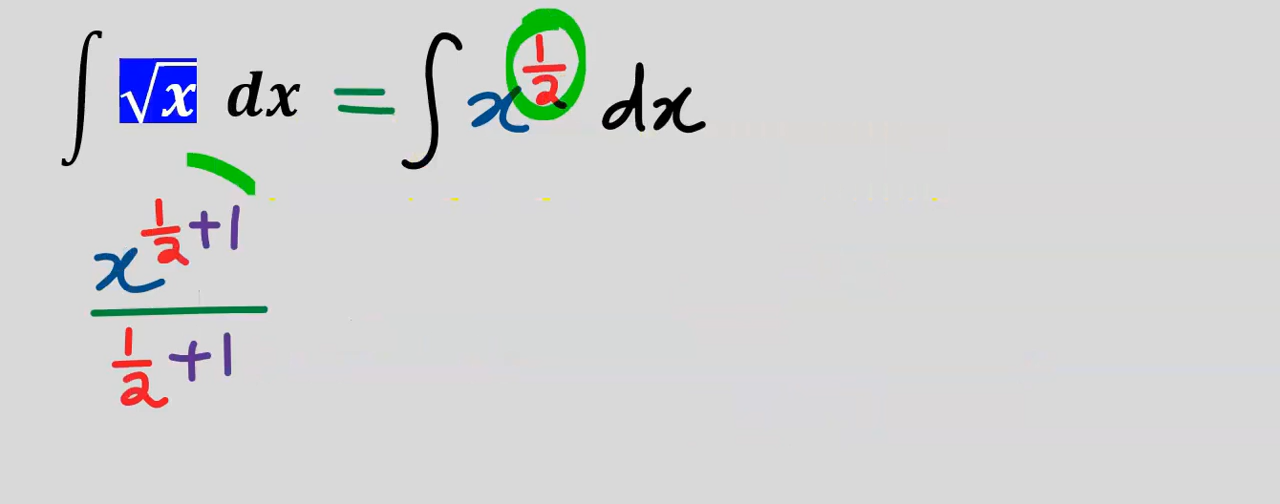 ∫ √x dx = ∫ x^(1/2) dx
x^(1/2 + 1)
1/2 + 1